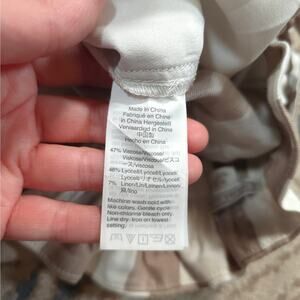 Made in China
Fabriqué en Chine
In China Hergestellt
Vervaardigd in China
中国製
Hecho en China
47% Viscose/Viscose/
Viskose/Viscose/ビスコ
ース/viscosa
46% Lyocell/Lyocell/
Lyocell/リオセル/lyocell
7% Linen/Lin/Leinen/Linnen/
麻/lino
Machine wash cold with
like colors. Gentle cycle.
Non-chlorine bleach only.
Line dry. Iron on lowest
setting.